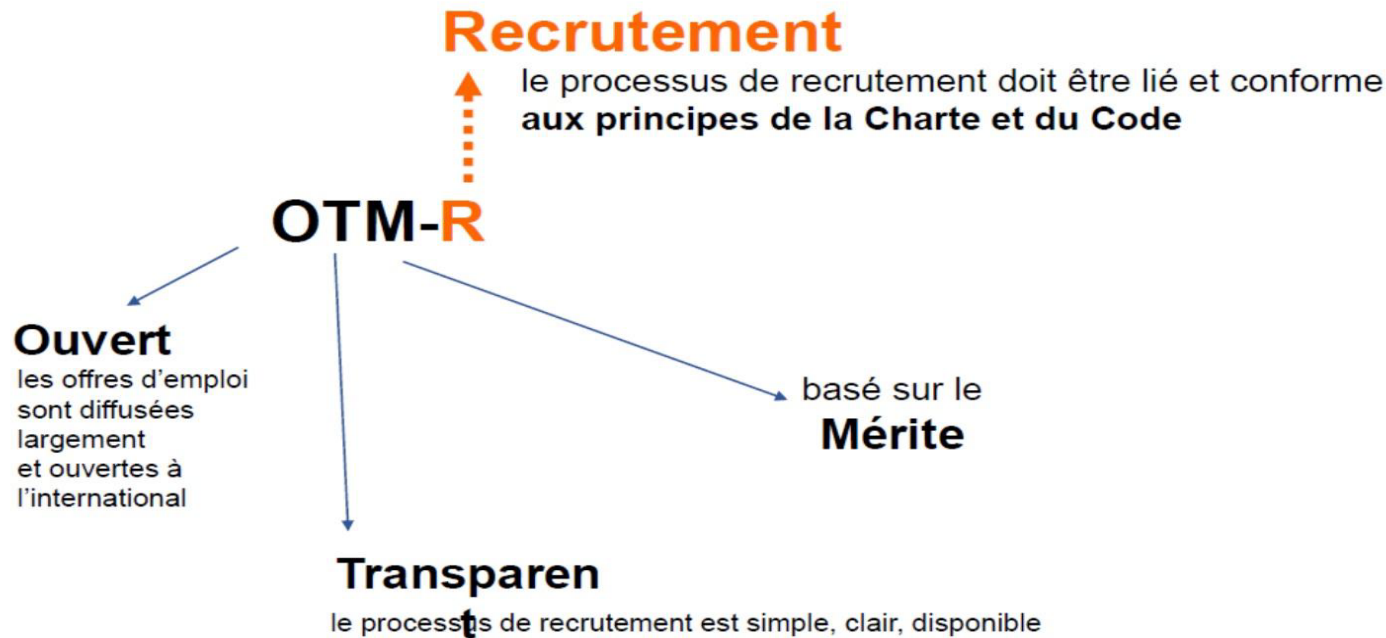 Recrutement
le processus de recrutement doit être lié et conforme
aux principes de la Charte et du Code
OTM-R
Ouvert
les offres d'emploi
sont diffusées
largement
et ouvertes à
l'international
basé sur le
Mérite
Transparen
t
le processus de recrutement est simple, clair, disponible